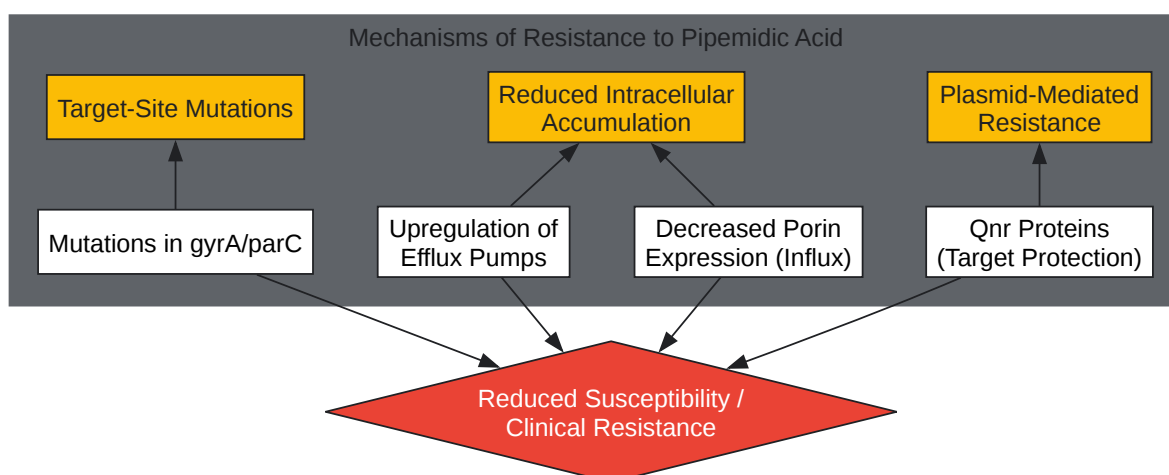 Mechanisms of Resistance to Pipemidic Acid
Target-Site Mutations
Reduced Intracellular
Accumulation
Plasmid-Mediated
Resistance
Mutations in gyrA/parC
Upregulation of
Efflux Pumps
Decreased Porin
Expression (Influx)
Qnr Proteins
(Target Protection)
Reduced Susceptibility /
Clinical Resistance